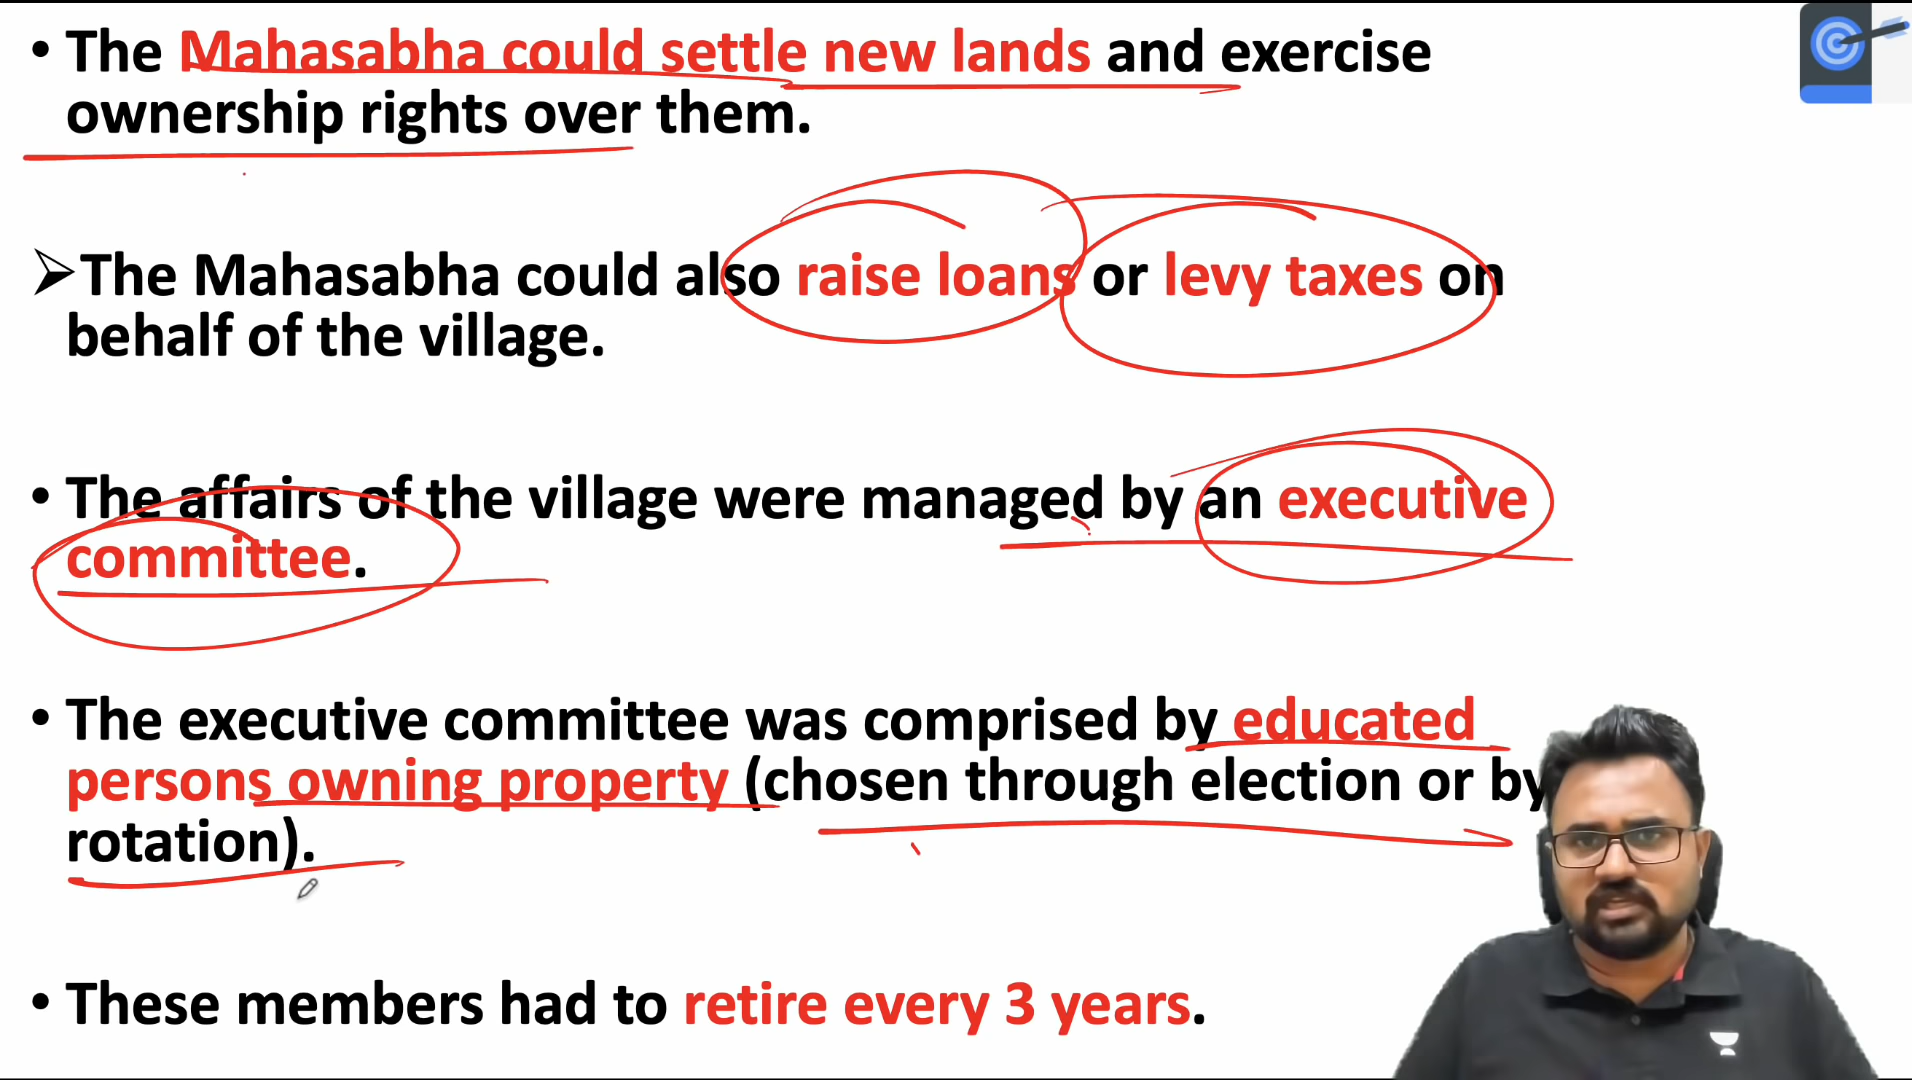 • The Mahasabha could settle new lands and exercise
ownership rights over them.
➢The Mahasabha could also raise loans or levy taxes on
behalf of the village.
• The affairs of the village were managed by an executive
committee.
• The executive committee was comprised by educated
persons owning property (chosen through election or by
rotation).
• These members had to retire every 3 years.